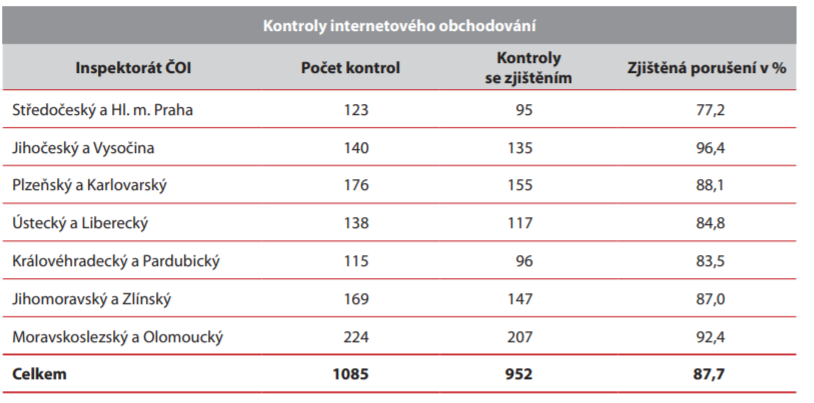 Kontroly internetového obchodování
Inspektorát ČOI Počet kontrol Kontroly se zjištěním Zjištěná porušení v %
Středočeský a Hl. m. Praha 123 95 77,2
Jihočeský a Vysočina 140 135 96,4
Plzeňský a Karlovarský 176 155 88,1
Ústecký a Liberecký 138 117 84,8
Královéhradecký a Pardubický 115 96 83,5
Jihomoravský a Zlínský 169 147 87,0
Moravskoslezský a Olomoucký 224 207 92,4
Celkem 1085 952 87,7